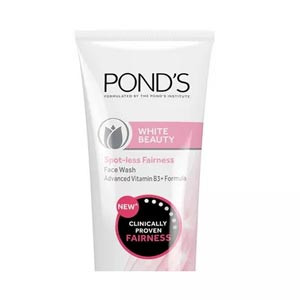 POND'S
FORMULATED BY THE POND'S INSTITUTE
WHITE
BEAUTY
Spot-less Fairness
Face Wash
Advanced Vitamin B3+ Formula
NEW*
CLINICALLY
PROVEN
FAIRNESS